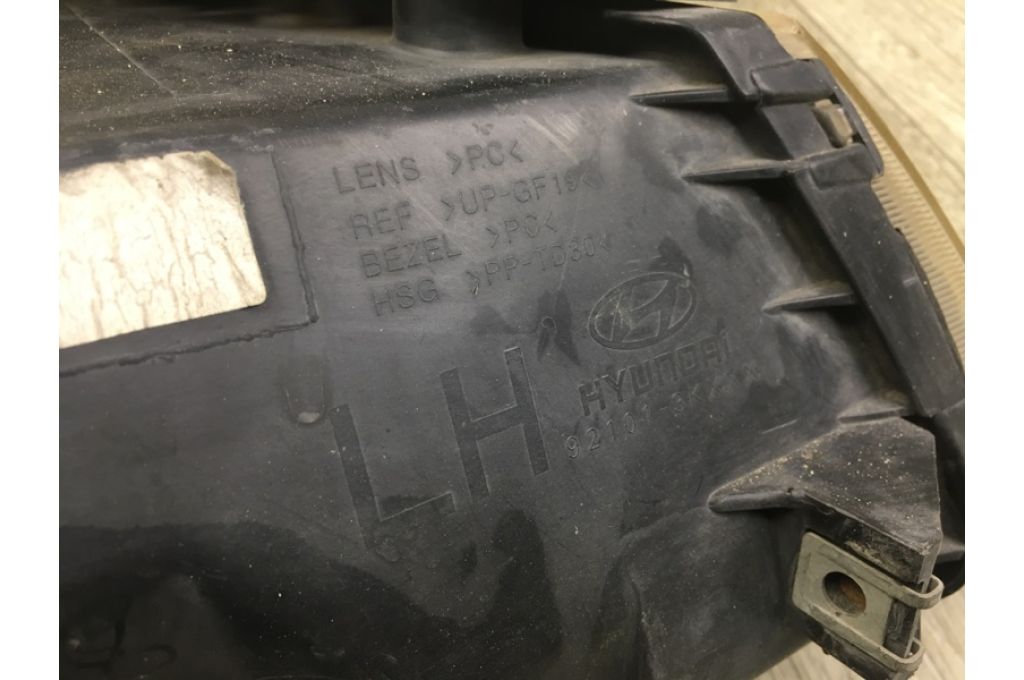 LENS >PC<
REF >UP-GF19<
BEZEL >PC<
HSG >PP-TD30<
LH
HYUNDAI